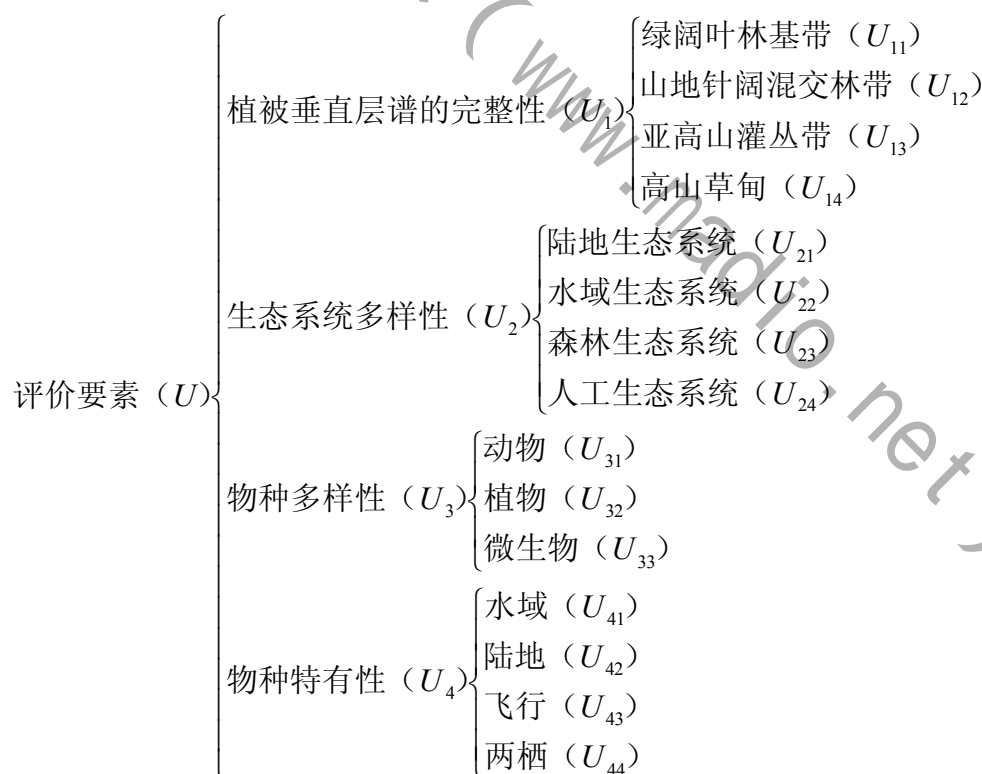 评价要素（U）
植被垂直层谱的完整性（U₁）
绿阔叶林基带（U₁₁）
山地针阔混交林带（U₁₂）
亚高山灌丛带（U₁₃）
高山草甸（U₁₄）
生态系统多样性（U₂）
陆地生态系统（U₂₁）
水域生态系统（U₂₂）
森林生态系统（U₂₃）
人工生态系统（U₂₄）
物种多样性（U₃）
动物（U₃₁）
植物（U₃₂）
微生物（U₃₃）
物种特有性（U₄）
水域（U₄₁）
陆地（U₄₂）
飞行（U₄₃）
两栖（U₄₄）
（www.madio.net）